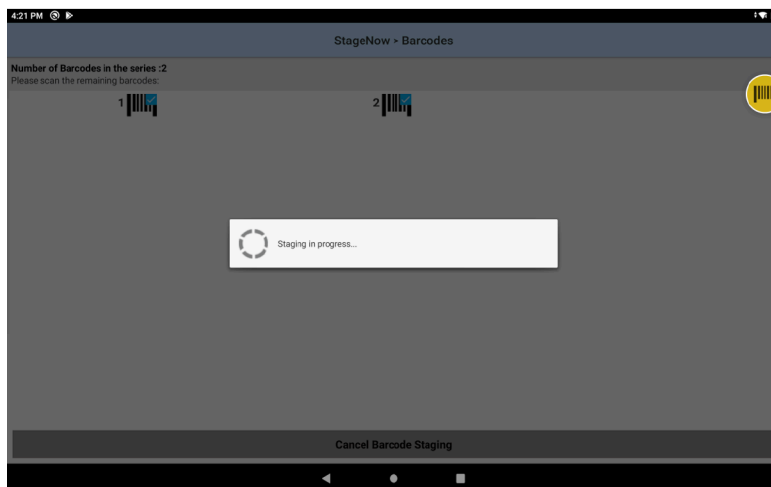 4:21 PM
StageNow > Barcodes
Number of Barcodes in the series :2
Please scan the remaining barcodes:
1 2
Staging in progress...
Cancel Barcode Staging